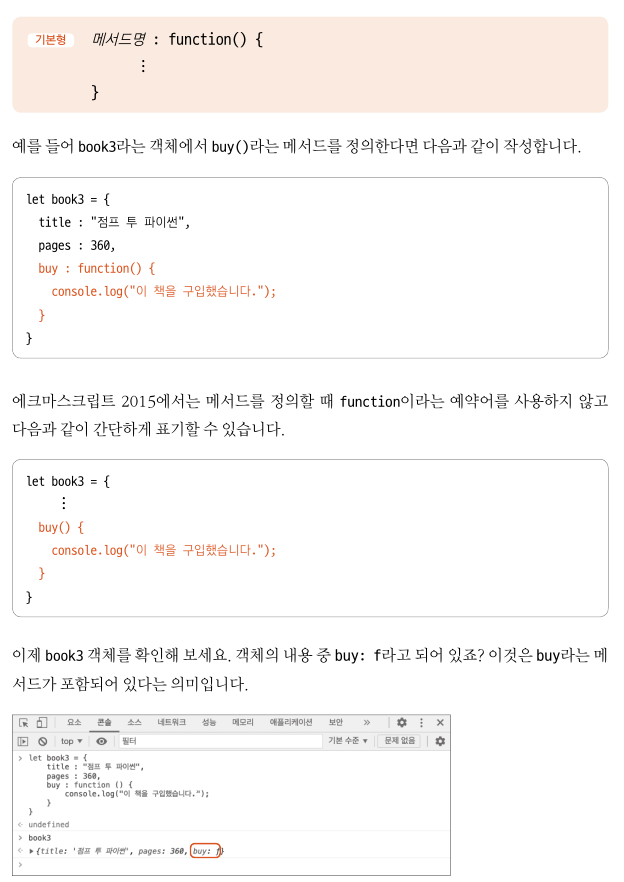 기본형 메서드명 : function() {
⋮
}
예를 들어 book3라는 객체에서 buy()라는 메서드를 정의한다면 다음과 같이 작성합니다.
let book3 = {
title : "점프 투 파이썬",
pages : 360,
buy : function() {
console.log("이 책을 구입했습니다.");
}
}
에크마스크립트 2015에서는 메서드를 정의할 때 function이라는 예약어를 사용하지 않고
다음과 같이 간단하게 표기할 수 있습니다.
let book3 = {
⋮
buy() {
console.log("이 책을 구입했습니다.");
}
}
이제 book3 객체를 확인해 보세요. 객체의 내용 중 buy: f라고 되어 있죠? 이것은 buy라는 메
서드가 포함되어 있다는 의미입니다.
요소 콘솔 소스 네트워크 성능 메모리 애플리케이션 보안 »
top ▼ 필터 기본 수준 ▼ 문제 없음
> let book3 = {
title : "점프 투 파이썬",
pages : 360,
buy : function () {
console.log("이 책을 구입했습니다.");
}
}
< undefined
> book3
< ▶ {title: '점프 투 파이썬', pages: 360, buy: f}
>